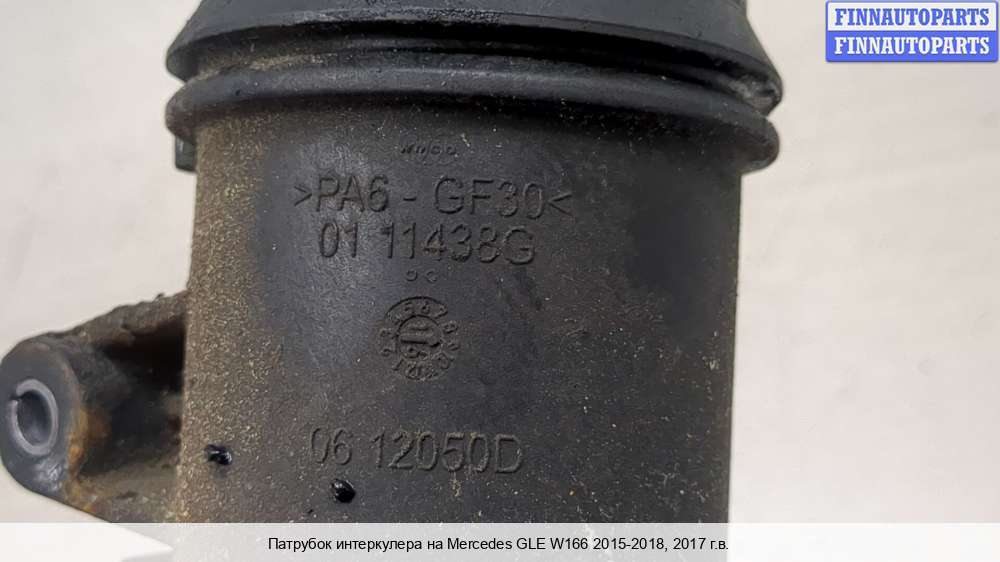 FINNAUTOPARTS
FINNAUTOPARTS
>PA6 - GF30<
01 11438G
06 12050D
Патрубок интеркулера на Mercedes GLE W166 2015-2018, 2017 г.в.